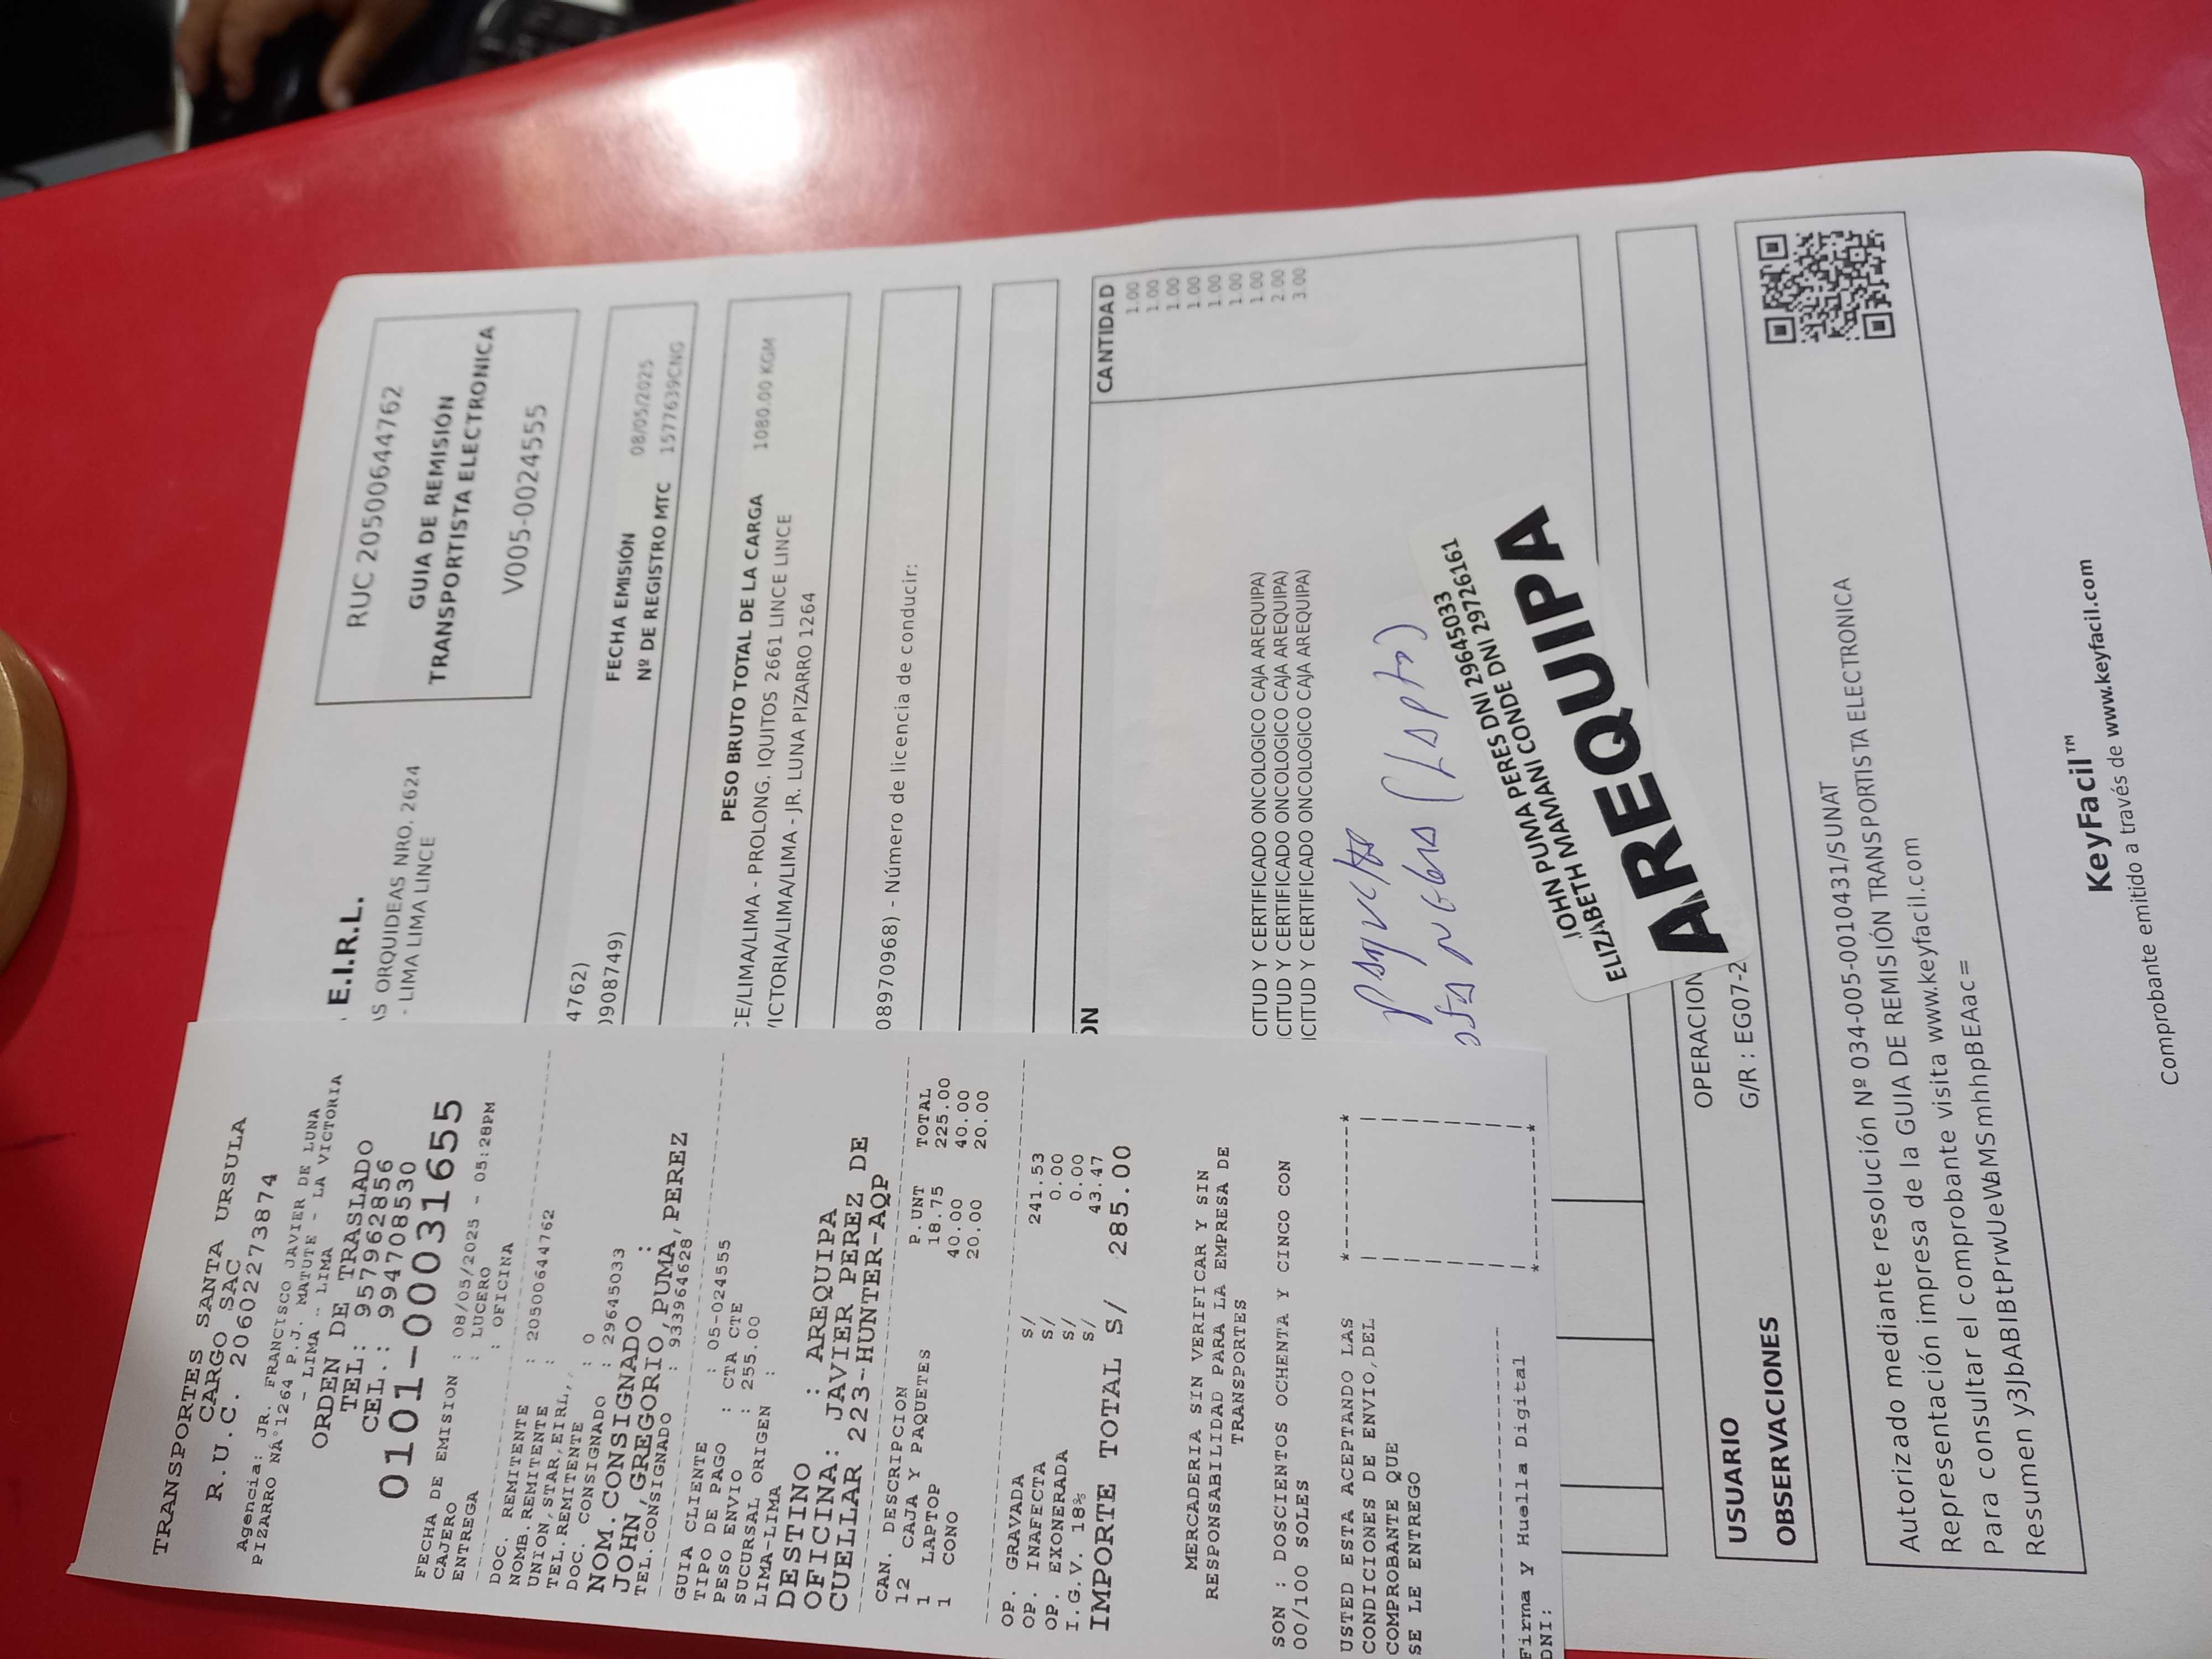 TRANSPORTES SANTA URSULA
CARGO SAC
R.U.C. 20602273874
Agencia: JR. FRANCISCO JAVIER DE LUNA
PIZARRO NÁ°1264 P.J. MATUTE - LA VICTORIA
- LIMA - LIMA
ORDEN DE TRASLADO
TEL: 957962856
CEL.: 994708530
0101-00031655
FECHA DE EMISION : 08/05/2025 - 05:28PM
CAJERO : LUCERO
ENTREGA : OFICINA
DOC. REMITENTE : 20500644762
NOMB.REMITENTE :
UNION,STAR,EIRL,,
TEL.REMITENTE : 0
DOC. CONSIGNADO : 29645033
NOM.CONSIGNADO :
JOHN,GREGORIO,PUMA,PEREZ
TEL.CONSIGNADO : 933964628
GUIA CLIENTE : 05-024555
TIPO DE PAGO : CTA CTE
PESO ENVIO : 255.00
SUCURSAL ORIGEN :
LIMA-LIMA
DESTINO : AREQUIPA
OFICINA: JAVIER PEREZ DE
CUELLAR 223-HUNTER-AQP
CAN. DESCRIPCION P.UNT TOTAL
12 CAJA Y PAQUETES 18.75 225.00
1 LAPTOP 40.00 40.00
1 CONO 20.00 20.00
OP. GRAVADA S/ 241.53
OP. INAFECTA S/ 0.00
OP. EXONERADA S/ 0.00
I.G.V. 18% S/ 43.47
IMPORTE TOTAL S/ 285.00
MERCADERIA SIN VERIFICAR Y SIN
RESPONSABILIDAD PARA LA EMPRESA DE
TRANSPORTES
SON : DOSCIENTOS OCHENTA Y CINCO CON
00/100 SOLES
USTED ESTA ACEPTANDO LAS
CONDICIONES DE ENVIO,DEL
COMPROBANTE QUE
SE LE ENTREGO
Firma y Huella Digital
DNI:
E.I.R.L.
AS ORQUIDEAS NRO. 2624
- LIMA LIMA LINCE
RUC 20500644762
GUIA DE REMISIÓN
TRANSPORTISTA ELECTRONICA
V005-00245555
4762)
0908749)
FECHA EMISIÓN 08/05/2025
Nº DE REGISTRO MTC 1577639CNG
PESO BRUTO TOTAL DE LA CARGA 1080.00 KGM
CE/LIMA/LIMA - PROLONG. IQUITOS 2661 LINCE LINCE
VICTORIA/LIMA/LIMA - JR. LUNA PIZARRO 1264
08970968) - Número de licencia de conducir:
ÓN CANTIDAD
1.00
1.00
1.00
1.00
1.00
1.00
CITUD Y CERTIFICADO ONCOLOGICO CAJA AREQUIPA) 1.00
CITUD Y CERTIFICADO ONCOLOGICO CAJA AREQUIPA) 2.00
CITUD Y CERTIFICADO ONCOLOGICO CAJA AREQUIPA) 3.00
JOHN PUMA PERES DNI 29645033
ELIZABETH MAMANI CONDE DNI 29726161
AREQUIPA
USUARIO OPERACION
OBSERVACIONES G/R : EG07-2
Autorizado mediante resolución Nº 034-005-0010431/SUNAT
Representación impresa de la GUIA DE REMISIÓN TRANSPORTISTA ELECTRONICA
Para consultar el comprobante visita www.keyfacil.com
Resumen y3JbABIBtPrwUeWaMSmhhpBEAac=
KeyFacil™
Comprobante emitido a través de www.keyfacil.com